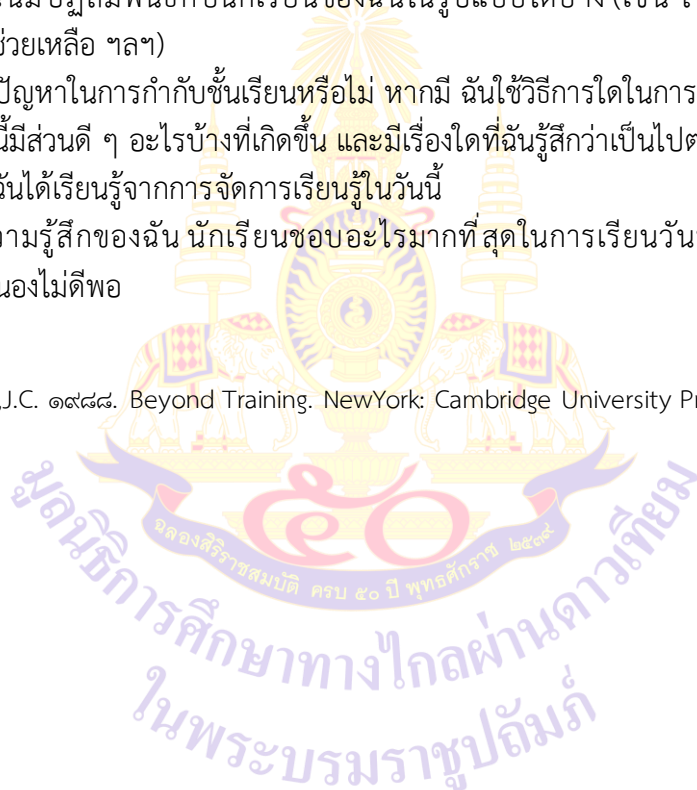 ฉันมีปฏิสัมพันธ์กับนักเรียนของฉันในรูปแบบใดบ้าง (เช่น
ช่วยเหลือ ฯลฯ)
ปัญหาในการกำกับชั้นเรียนหรือไม่ หากมี ฉันใช้วิธีการใดในการ
นี้มีส่วนดี ๆ อะไรบ้างที่เกิดขึ้น และมีเรื่องใดที่ฉันรู้สึกว่าเป็นไปต
ฉันได้เรียนรู้จากการจัดการเรียนรู้ในวันนี้
วามรู้สึกของฉัน นักเรียนชอบอะไรมากที่สุดในการเรียนวัน
นองไม่ดีพอ
,J.C. ๑๙๘๘. Beyond Training. NewYork: Cambridge University Pr
๕๐
ฉลองสิริราชสมบัติ ครบ ๕๐ ปี พุทธศักราช ๒๕๓๙
มูลนิธิการศึกษาทางไกลผ่านดาวเทียม
ในพระบรมราชูปถัมภ์